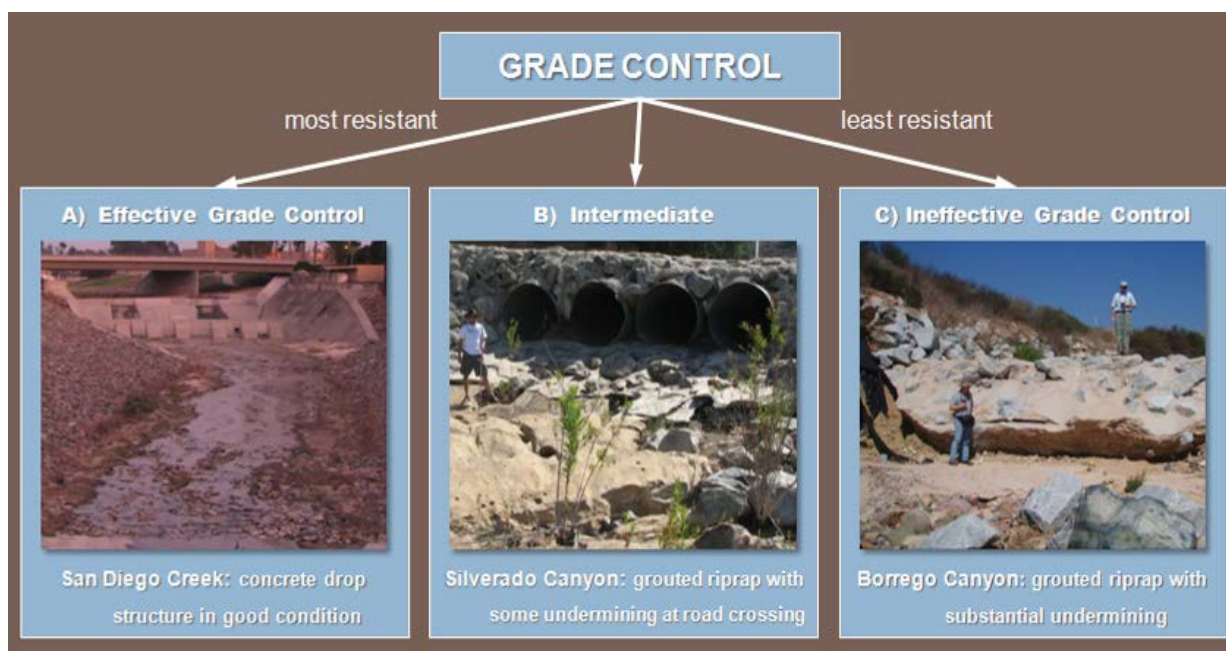 GRADE CONTROL
most resistant
least resistant
A) Effective Grade Control
San Diego Creek: concrete drop
structure in good condition
B) Intermediate
Silverado Canyon: grouted riprap with
some undermining at road crossing
C) Ineffective Grade Control
Borrego Canyon: grouted riprap with
substantial undermining